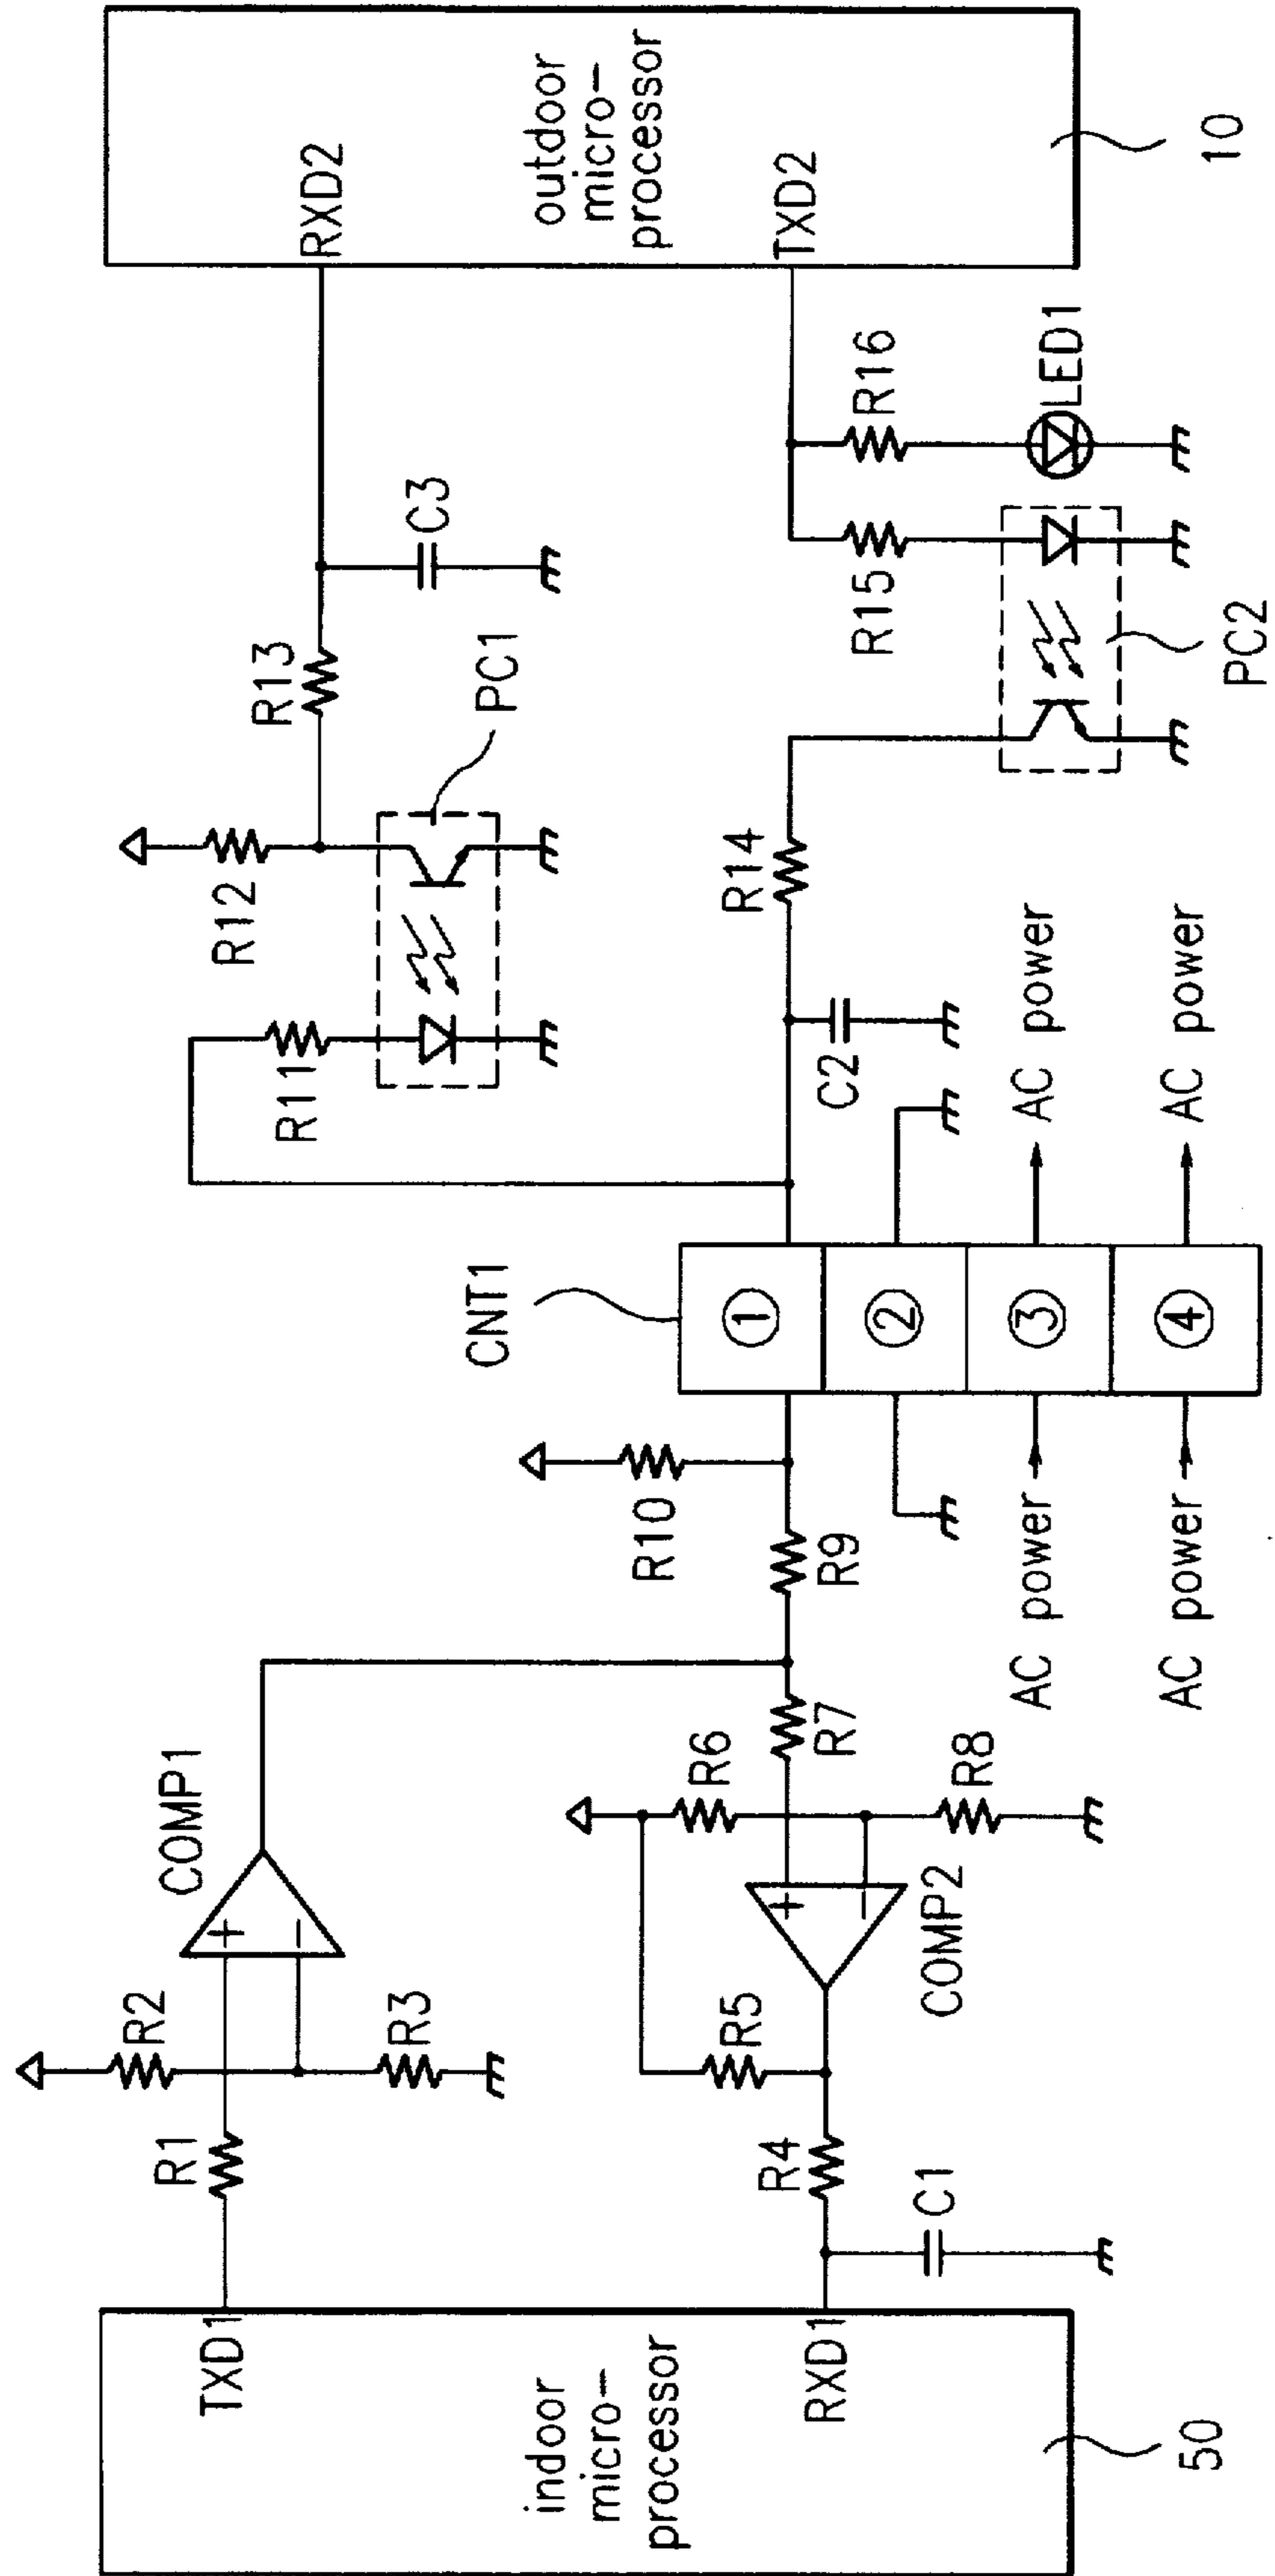 indoor
micro-
processor
50
TXD1
RXD1
R1
R2
R3
+
−
COMP1
R4
C1
R5
R6
R7
R8
+
−
COMP2
R9
R10
CNT1
①
②
③
④
AC power
AC power
AC power
AC power
R11
R12
R13
PC1
C3
C2
R14
R15
R16
LED1
PC2
RXD2
TXD2
outdoor
micro-
processor
10